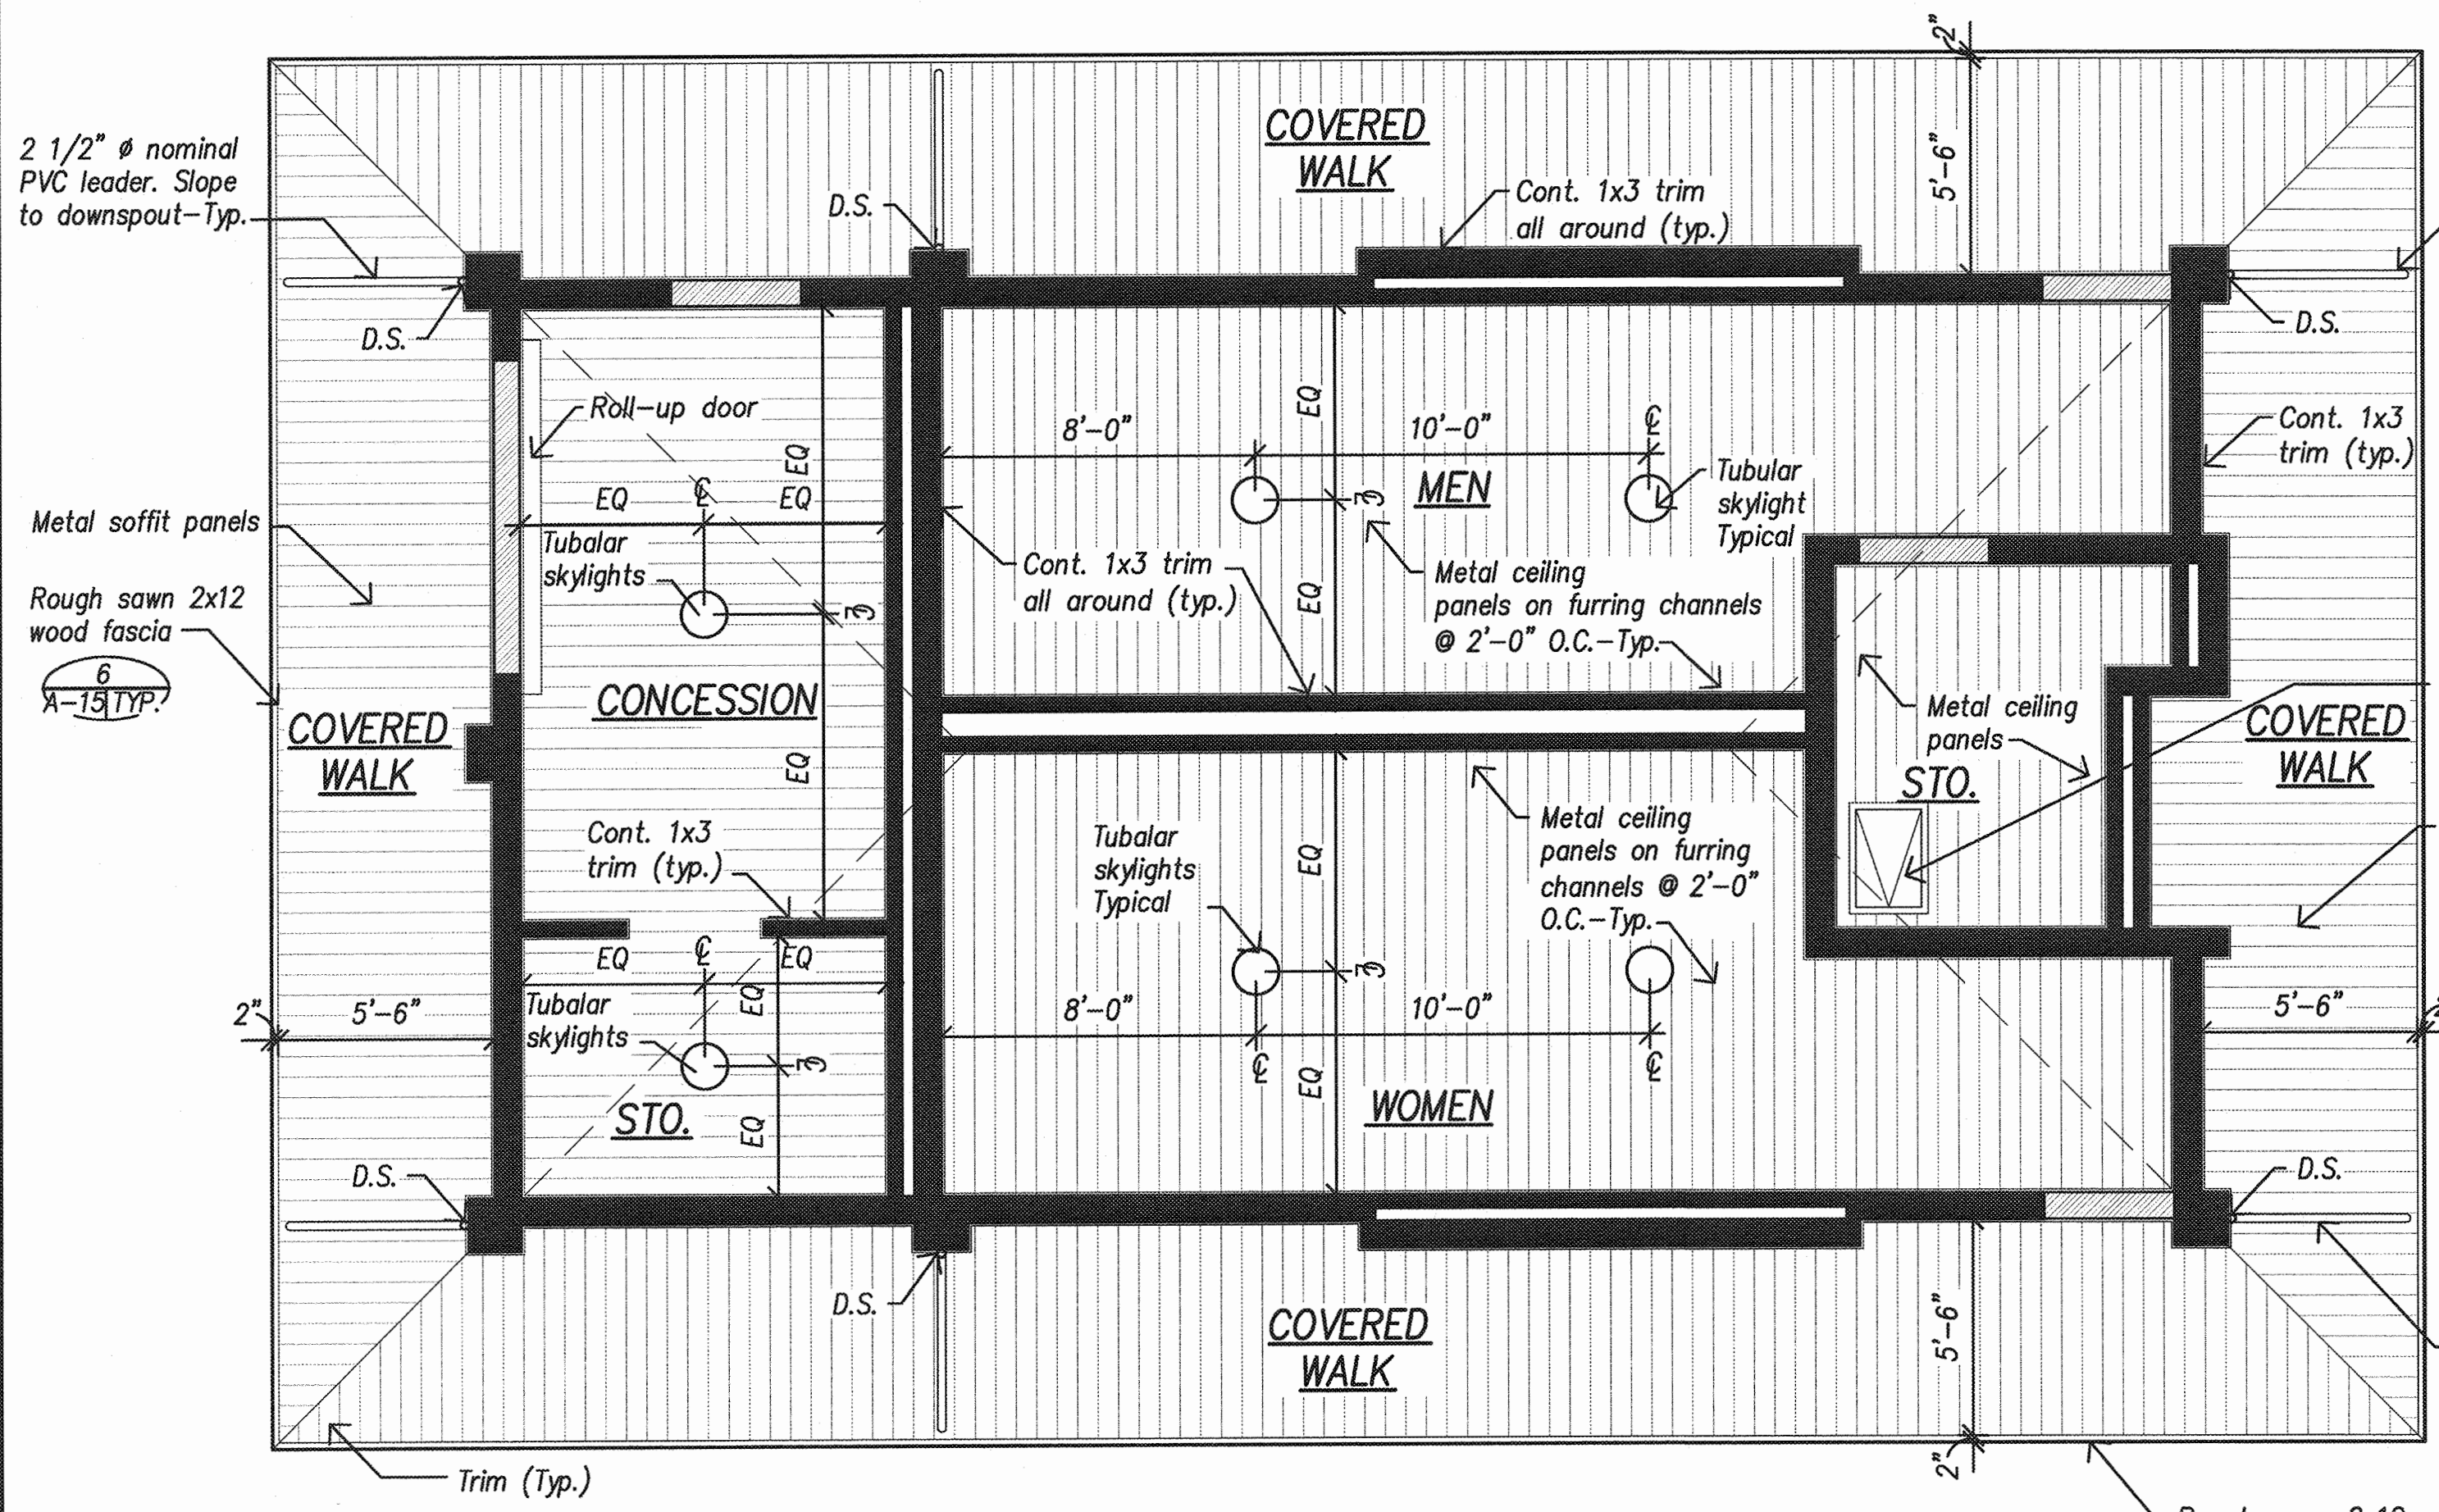 2"
COVERED
WALK
5'-6"
2 1/2" ø nominal
PVC leader. Slope
to downspout-Typ.
D.S.
Cont. 1x3 trim
all around (typ.)
D.S.
D.S.
Roll-up door
EQ
EQ
℄
EQ
Tubalar
skylights
℄
CONCESSION
EQ
8'-0"
EQ
10'-0"
℄
MEN
℄
Tubular
skylight
Typical
Cont. 1x3 trim
all around (typ.)
EQ
Metal ceiling
panels on furring channels
@ 2'-0" O.C.-Typ.
Cont. 1x3
trim (typ.)
Metal soffit panels
Rough sawn 2x12
wood fascia
6
A-15 TYP.
COVERED
WALK
Metal ceiling
panels
STO.
COVERED
WALK
Cont. 1x3
trim (typ.)
Tubalar
skylights
Typical
EQ
Metal ceiling
panels on furring
channels @ 2'-0"
O.C.-Typ.
℄
EQ
℄
EQ
EQ
Tubalar
skylights
℄
STO.
EQ
8'-0"
10'-0"
℄
℄
EQ
WOMEN
2"
5'-6"
5'-6"
D.S.
D.S.
D.S.
COVERED
WALK
5'-6"
2"
Trim (Typ.)